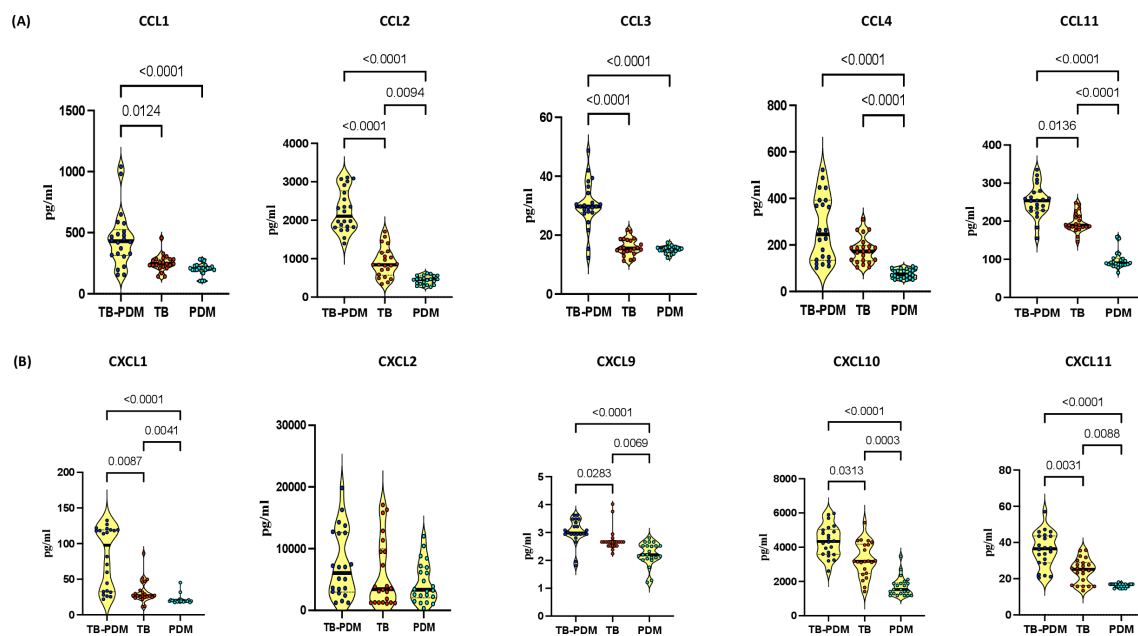 (A)
CCL1
CCL2
CCL3
CCL4
CCL11
<0.0001
0.0124
1500
1000
500
0
pg/ml
TB-PDM TB PDM
<0.0001
0.0094
<0.0001
4000
3000
2000
1000
0
pg/ml
TB-PDM TB PDM
<0.0001
<0.0001
60
40
20
0
pg/ml
TB-PDM TB PDM
<0.0001
<0.0001
800
600
400
200
0
pg/ml
TB-PDM TB PDM
<0.0001
<0.0001
0.0136
400
300
200
100
0
pg/ml
TB-PDM TB PDM
(B)
CXCL1
CXCL2
CXCL9
CXCL10
CXCL11
<0.0001
0.0041
0.0087
200
150
100
50
0
pg/ml
TB-PDM TB PDM
30000
20000
10000
0
pg/ml
TB-PDM TB PDM
<0.0001
0.0069
0.0283
5
4
3
2
1
0
pg/ml
TB-PDM TB PDM
<0.0001
0.0003
0.0313
10000
8000
6000
4000
2000
0
pg/ml
TB-PDM TB PDM
<0.0001
0.0088
0.0031
80
60
40
20
0
pg/ml
TB-PDM TB PDM